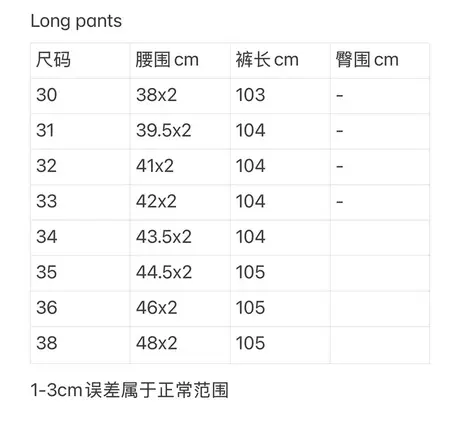 Long pants
尺码 腰围cm 裤长cm 臀围cm
30 38x2 103 -
31 39.5x2 104 -
32 41x2 104 -
33 42x2 104 -
34 43.5x2 104
35 44.5x2 105
36 46x2 105
38 48x2 105
1-3cm误差属于正常范围